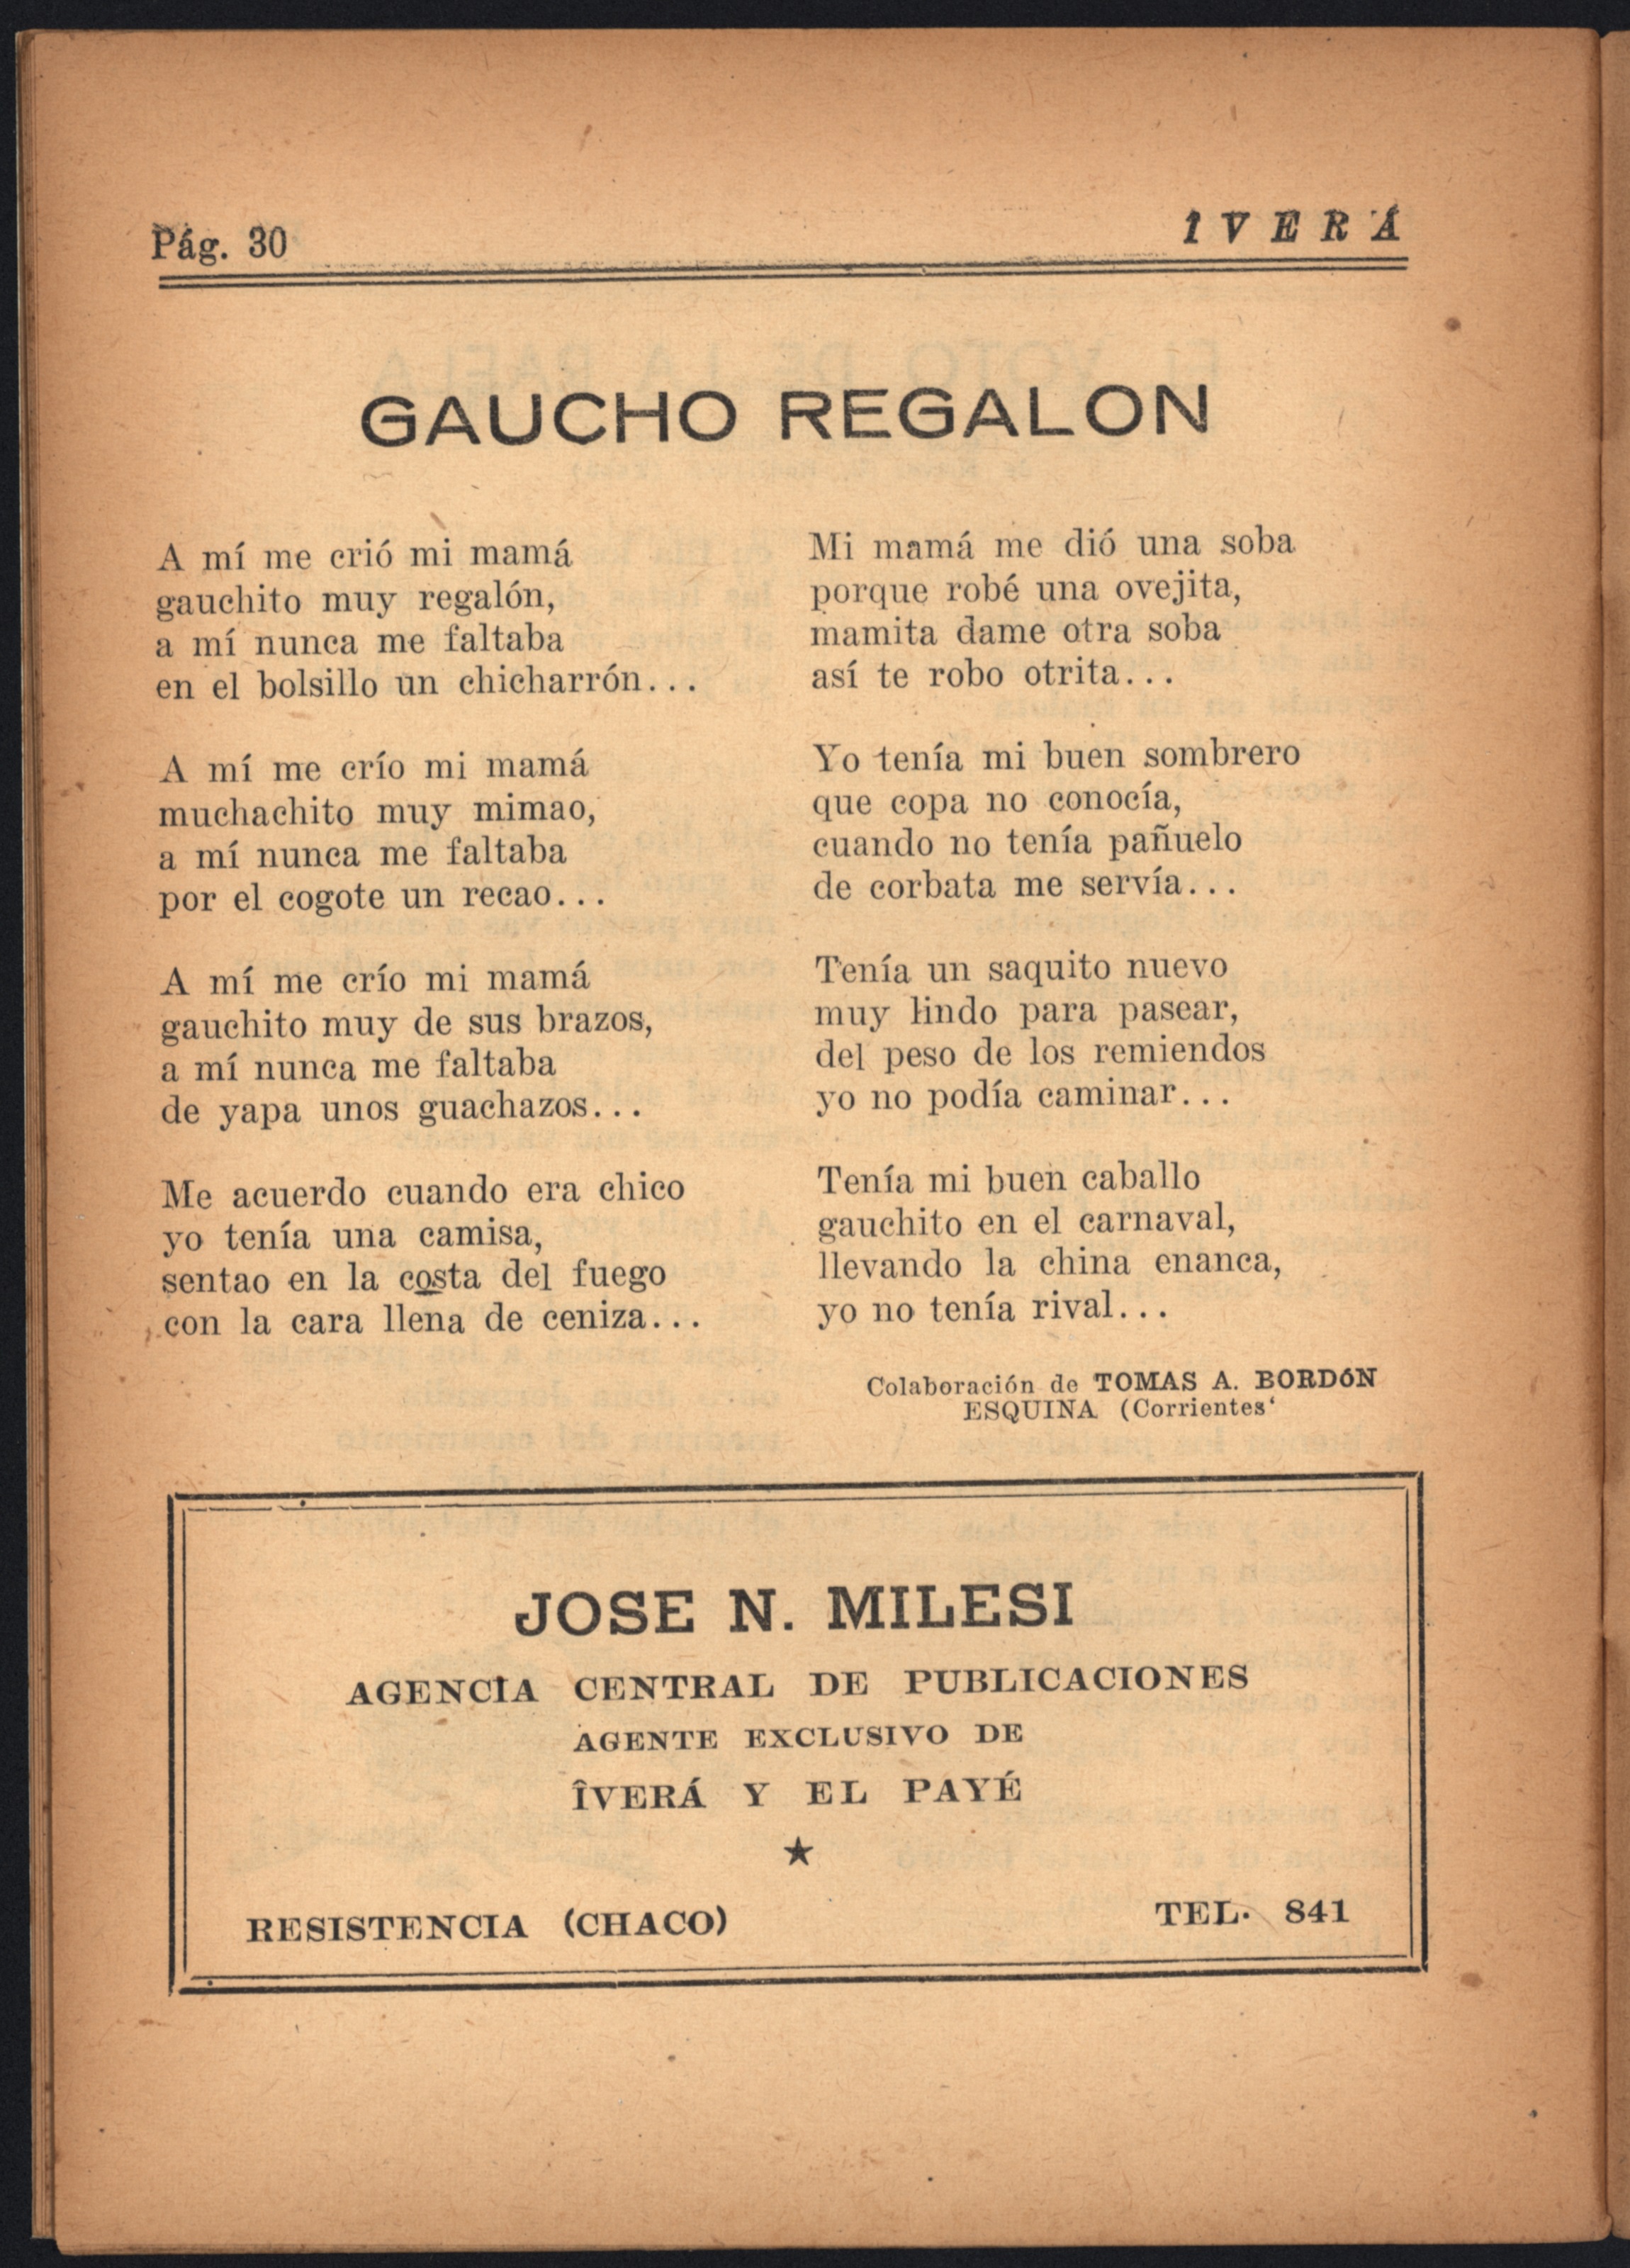 Pág. 30
1VERÁ
GAUCHO REGALON
A mí me crió mi mamá
gauchito muy regalón,
a mí nunca me faltaba
en el bolsillo un chicharrón...
A mí me crío mi mamá
muchachito muy mimao,
a mí nunca me faltaba
por el cogote un recao...
A mí me crío mi mamá
gauchito muy de sus brazos,
a mí nunca me faltaba
de yapa unos guachazos...
Me acuerdo cuando era chico
yo tenía una camisa,
sentao en la costa del fuego
con la cara llena de ceniza...
Mi mamá me dió una soba
porque robé una ovejita,
mamita dame otra soba
así te robo otrita...
Yo tenía mi buen sombrero
que copa no conocía,
cuando no tenía pañuelo
de corbata me servía...
Tenía un saquito nuevo
muy lindo para pasear,
del peso de los remiendos
yo no podía caminar...
Tenía mi buen caballo
gauchito en el carnaval,
llevando la china enanca,
yo no tenía rival...
Colaboración de TOMAS A. BORDóN
ESQUINA (Corrientes‘
JOSE N. MILESI
AGENCIA CENTRAL DE PUBLICACIONES
AGENTE EXCLUSIVO DE
ÎVERÁ Y EL PAYÉ
★
RESISTENCIA (CHACO)
TEL· 841